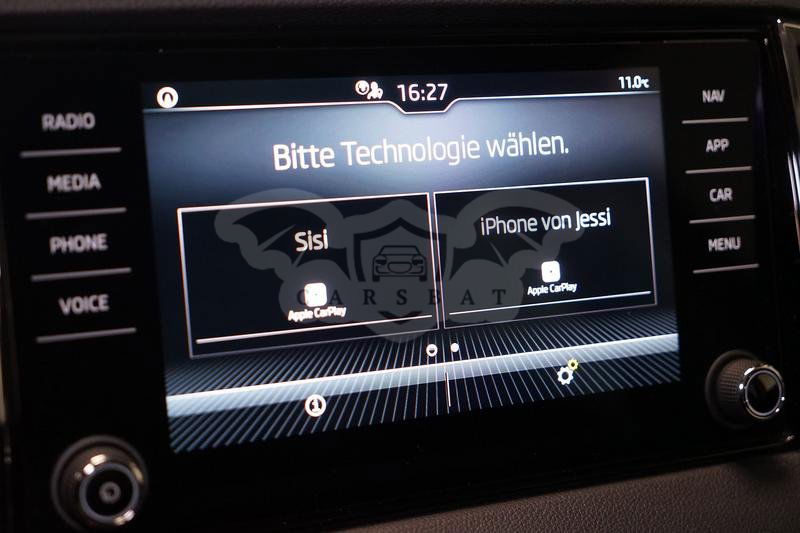 16:27
11.0°C
RADIO
MEDIA
PHONE
VOICE
Bitte Technologie wählen.
Sisi
Apple CarPlay
iPhone von Jessi
Apple CarPlay
CARSEAT
NAV
APP
CAR
MENU